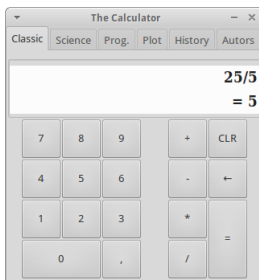 The Calculator
Classic Science Prog. Plot History Autors
25/5
= 5
7 8 9 + CLR
4 5 6 - ←
1 2 3 *
=
0 , /